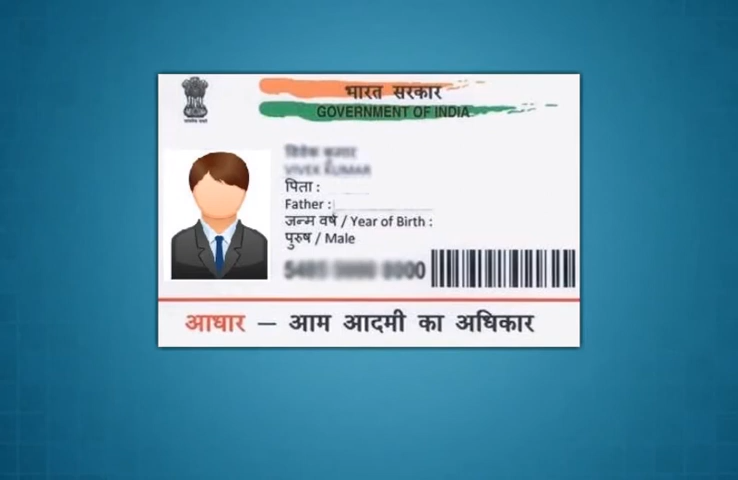 भारत सरकार
GOVERNMENT OF INDIA
पिता :
Father :
जन्म वर्ष / Year of Birth :
पुरुष / Male
आधार — आम आदमी का अधिकार